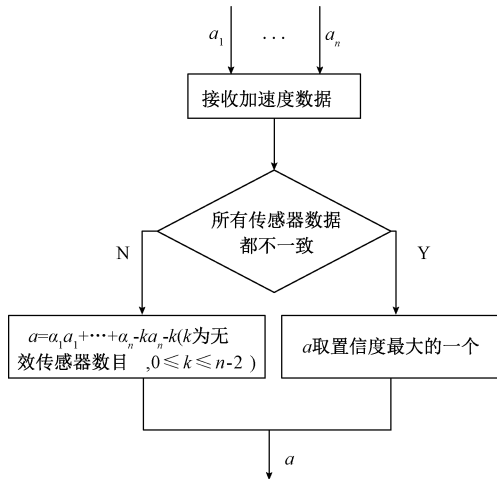 a₁ ... aₙ
接收加速度数据
所有传感器数据
都不一致
N
Y
a=α₁a₁+···+αₙ-kaₙ-k(k为无
效传感器数目 ,0≤k≤n-2 )
a取置信度最大的一个
a